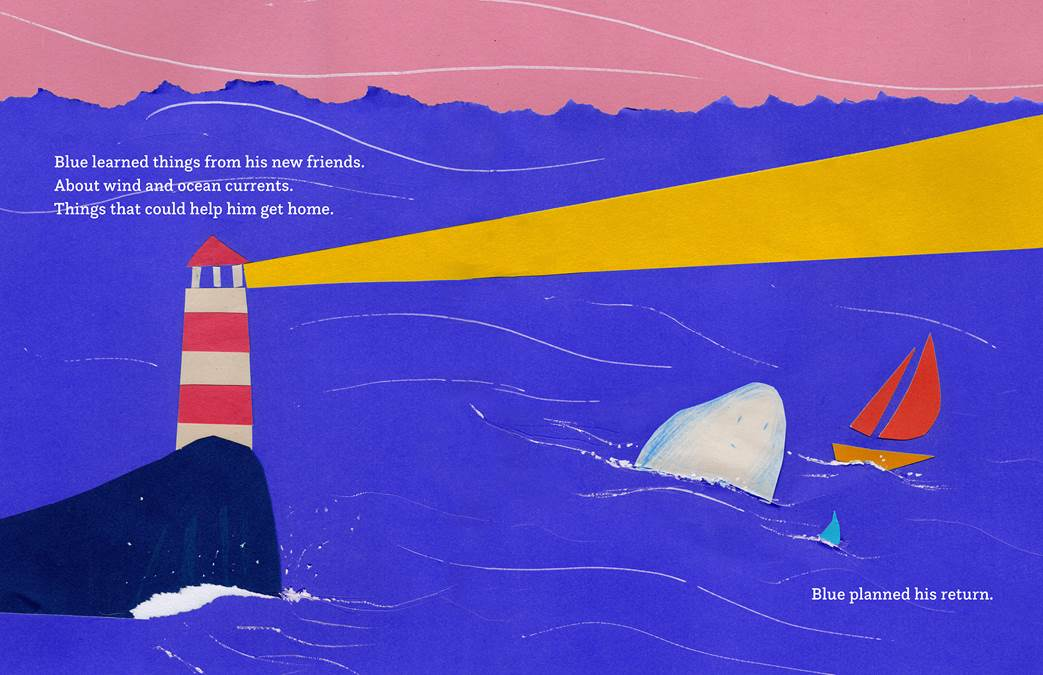 Blue learned things from his new friends.
About wind and ocean currents.
Things that could help him get home.
Blue planned his return.